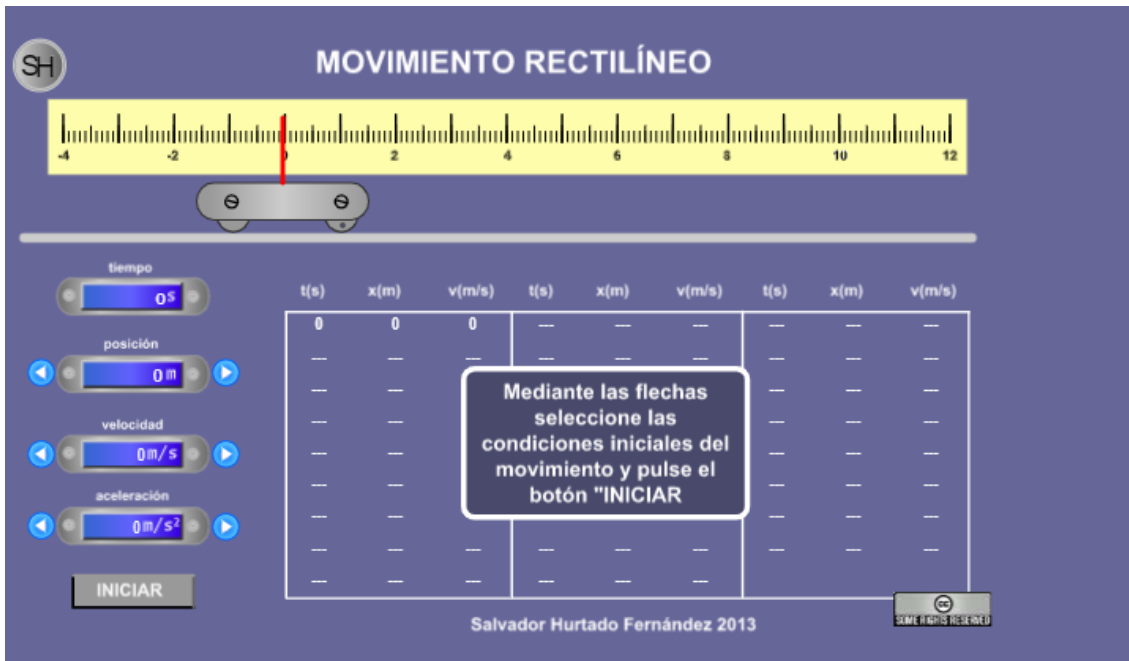 SH
MOVIMIENTO RECTILÍNEO
-4 -2 0 2 4 6 8 10 12
tiempo
0s
posición
0m
velocidad
0m/s
aceleración
0m/s²
INICIAR
t(s) x(m) v(m/s) t(s) x(m) v(m/s) t(s) x(m) v(m/s)
0 0 0 --- --- --- --- --- ---
--- --- --- --- --- --- --- --- ---
--- --- --- --- ---
--- --- --- --- ---
--- --- --- --- ---
--- --- --- --- ---
--- --- --- --- ---
--- --- --- --- --- --- --- --- ---
--- --- --- --- --- ---
Mediante las flechas
seleccione las
condiciones iniciales del
movimiento y pulse el
botón "INICIAR
Salvador Hurtado Fernández 2013
cc
SOME RIGHTS RESERVED